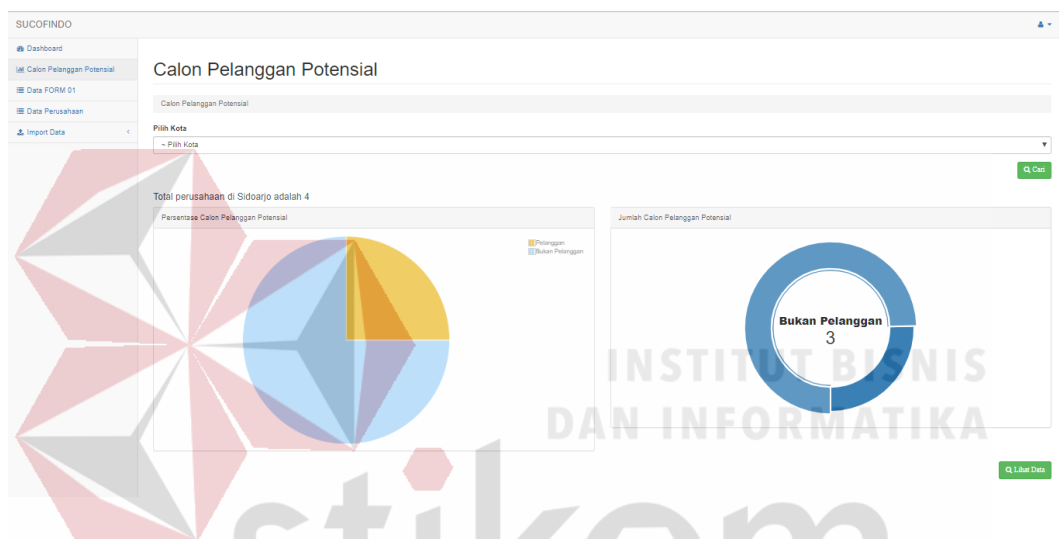 SUCOFINDO
Dashboard
Calon Pelanggan Potensial
Data FORM 01
Data Perusahaan
Import Data
Calon Pelanggan Potensial
Calon Pelanggan Potensial
Pilih Kota
~ Pilih Kota
Cari
Total perusahaan di Sidoarjo adalah 4
Persentase Calon Pelanggan Potensial
Pelanggan
Bukan Pelanggan
Jumlah Calon Pelanggan Potensial
Bukan Pelanggan
3
Lihat Data
INSTITUT BISNIS
DAN INFORMATIKA
stikom